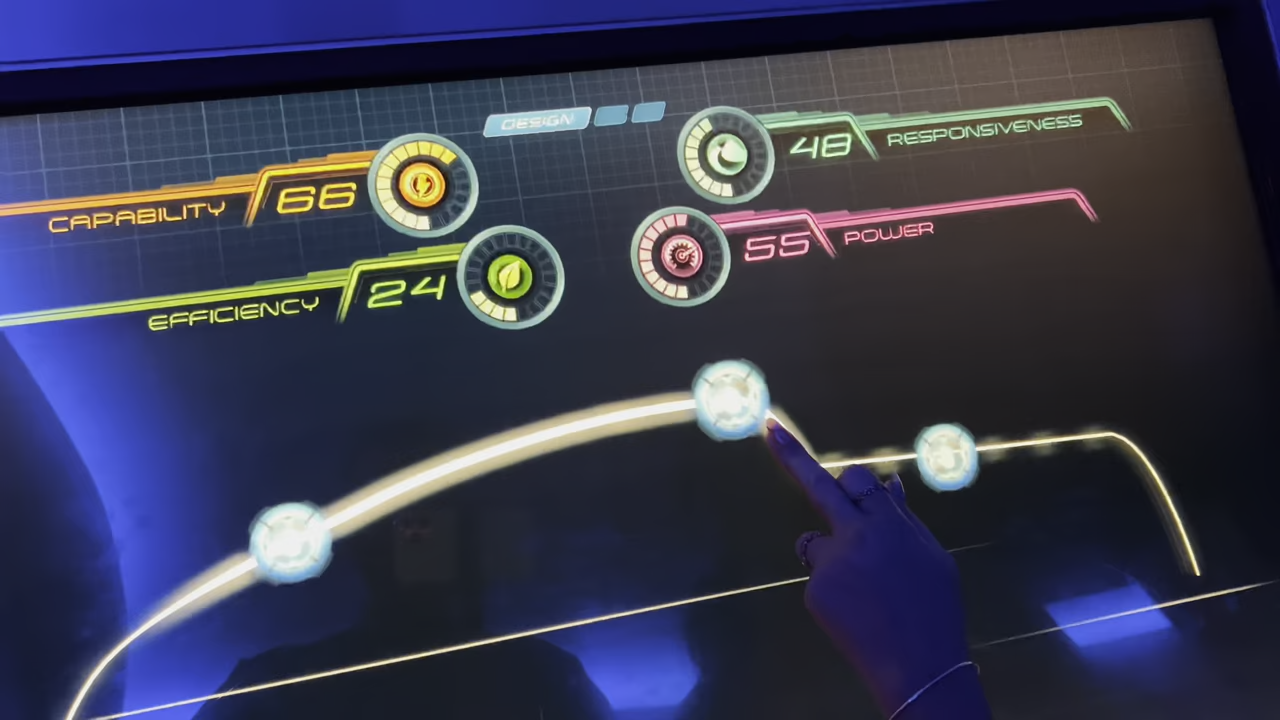 DESIGN
CAPABILITY 66
48 RESPONSIVENESS
EFFICIENCY 24
55 POWER